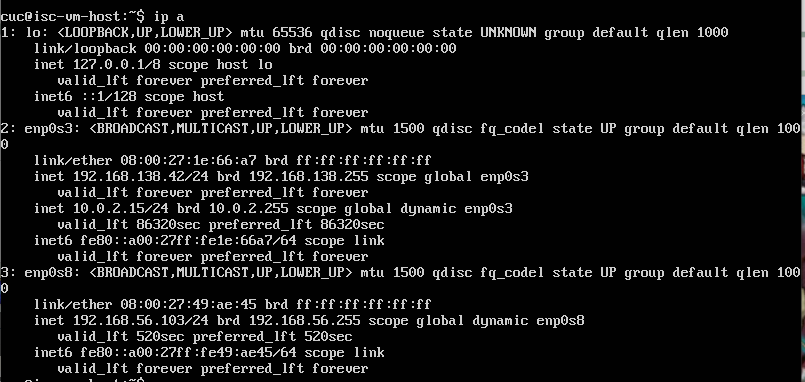 cuc@isc-vm-host:~$ ip a
1: lo: <LOOPBACK,UP,LOWER_UP> mtu 65536 qdisc noqueue state UNKNOWN group default qlen 1000
    link/loopback 00:00:00:00:00:00 brd 00:00:00:00:00:00
    inet 127.0.0.1/8 scope host lo
       valid_lft forever preferred_lft forever
    inet6 ::1/128 scope host
       valid_lft forever preferred_lft forever
2: enp0s3: <BROADCAST,MULTICAST,UP,LOWER_UP> mtu 1500 qdisc fq_codel state UP group default qlen 100
0
    link/ether 08:00:27:1e:66:a7 brd ff:ff:ff:ff:ff:ff
    inet 192.168.138.42/24 brd 192.168.138.255 scope global enp0s3
       valid_lft forever preferred_lft forever
    inet 10.0.2.15/24 brd 10.0.2.255 scope global dynamic enp0s3
       valid_lft 86320sec preferred_lft 86320sec
    inet6 fe80::a00:27ff:fe1e:66a7/64 scope link
       valid_lft forever preferred_lft forever
3: enp0s8: <BROADCAST,MULTICAST,UP,LOWER_UP> mtu 1500 qdisc fq_codel state UP group default qlen 100
0
    link/ether 08:00:27:49:ae:45 brd ff:ff:ff:ff:ff:ff
    inet 192.168.56.103/24 brd 192.168.56.255 scope global dynamic enp0s8
       valid_lft 520sec preferred_lft 520sec
    inet6 fe80::a00:27ff:fe49:ae45/64 scope link
       valid_lft forever preferred_lft forever